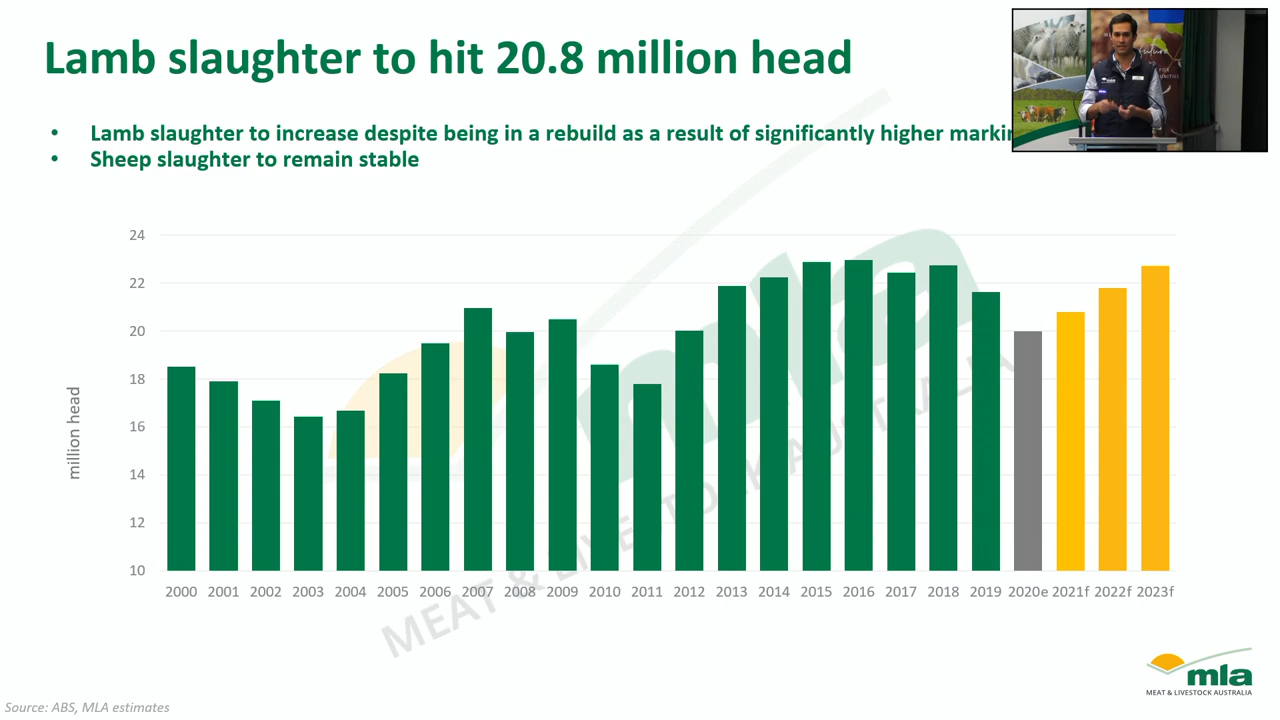 Lamb slaughter to hit 20.8 million head
• Lamb slaughter to increase despite being in a rebuild as a result of significantly higher
• Sheep slaughter to remain stable
24
22
20
18
16
14
12
10
million head
2000 2001 2002 2003 2004 2005 2006 2007 2008 2009 2010 2011 2012 2013 2014 2015 2016 2017 2018 2019 2020e 2021f 2022f 2023f
mla
MEAT & LIVESTOCK AUSTRALIA
mla
MEAT & LIVESTOCK AUSTRALIA
Source: ABS, MLA estimates